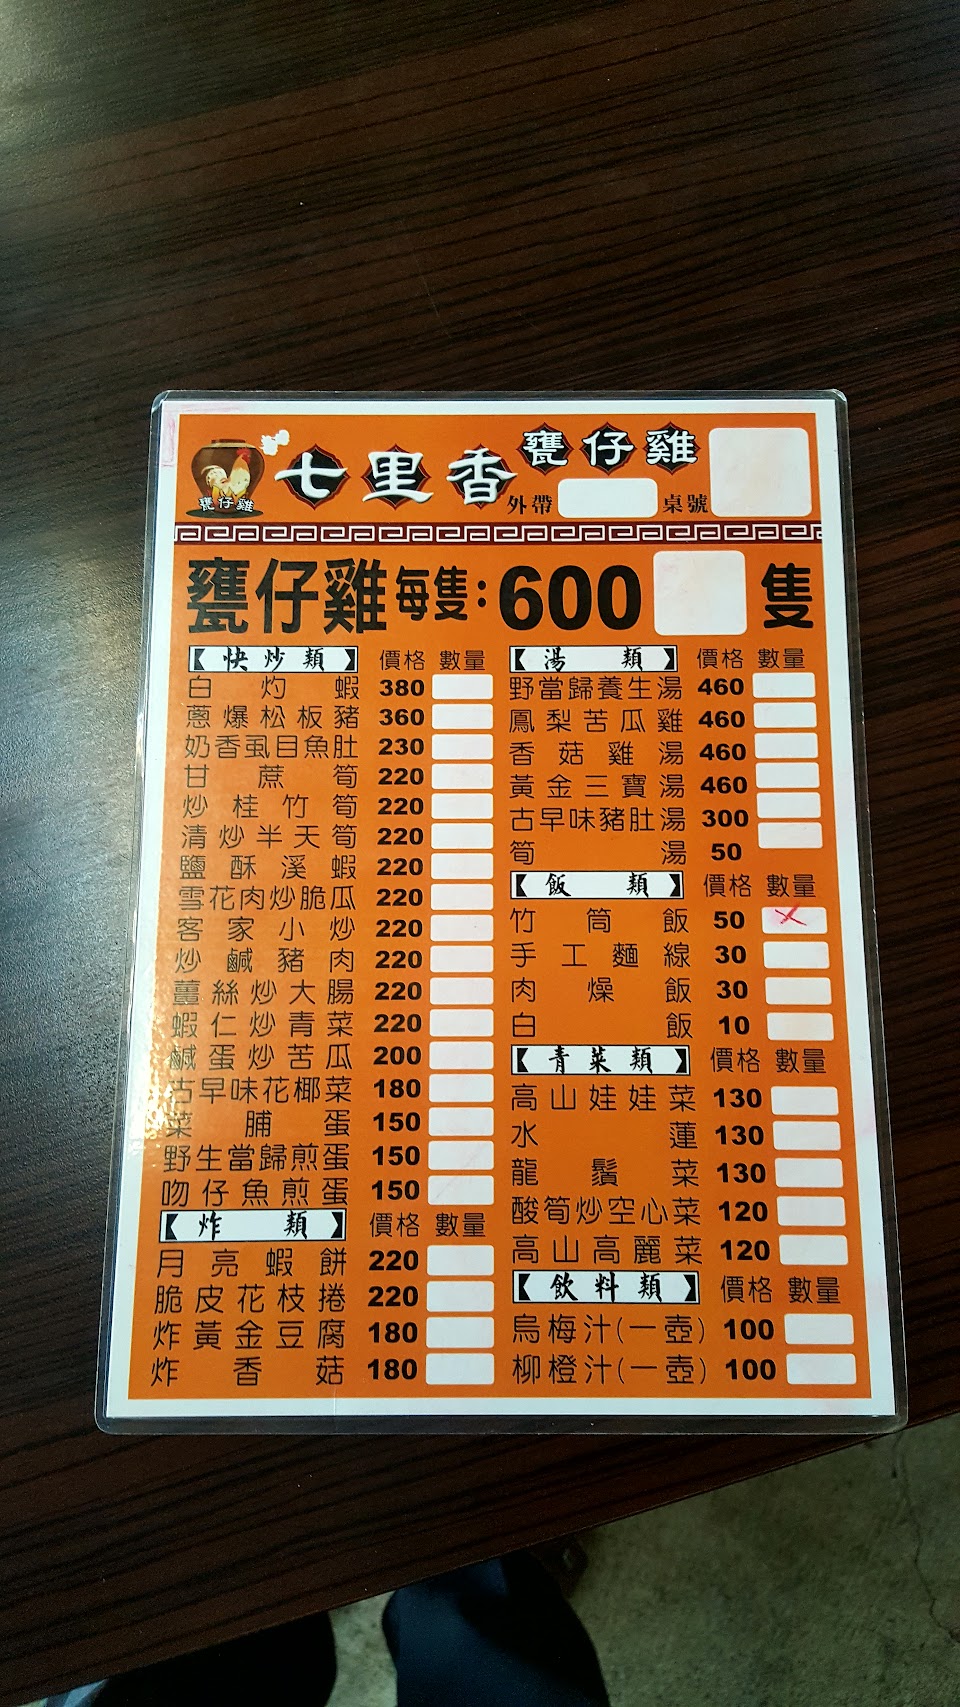 甕仔雞
七里香 甕仔雞
外帶 桌號
甕仔雞每隻:600 隻
【快炒類】 價格 數量
白灼蝦 380
蔥爆松板豬 360
奶香虱目魚肚 230
甘蔗筍 220
炒桂竹筍 220
清炒半天筍 220
鹽酥溪蝦 220
雪花肉炒脆瓜 220
客家小炒 220
炒鹹豬肉 220
薑絲炒大腸 220
蝦仁炒青菜 220
鹹蛋炒苦瓜 200
古早味花椰菜 180
菜脯蛋 150
野生當歸煎蛋 150
吻仔魚煎蛋 150
【炸類】 價格 數量
月亮蝦餅 220
脆皮花枝捲 220
炸黃金豆腐 180
炸香菇 180
【湯類】 價格 數量
野當歸養生湯 460
鳳梨苦瓜雞 460
香菇雞湯 460
黃金三寶湯 460
古早味豬肚湯 300
筍湯 50
【飯類】 價格 數量
竹筒飯 50
手工麵線 30
肉燥飯 30
白飯 10
【青菜類】 價格 數量
高山娃娃菜 130
水蓮 130
龍鬚菜 130
酸筍炒空心菜 120
高山高麗菜 120
【飲料類】 價格 數量
烏梅汁(一壺) 100
柳橙汁(一壺) 100